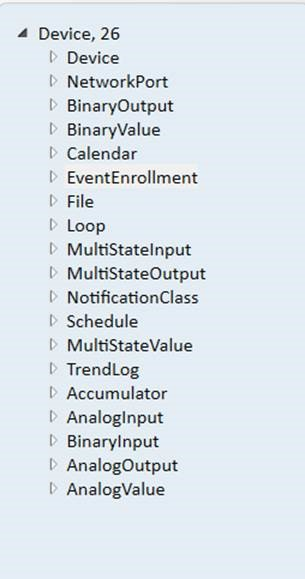 Device, 26
Device
NetworkPort
BinaryOutput
BinaryValue
Calendar
EventEnrollment
File
Loop
MultiStateInput
MultiStateOutput
NotificationClass
Schedule
MultiStateValue
TrendLog
Accumulator
AnalogInput
BinaryInput
AnalogOutput
AnalogValue